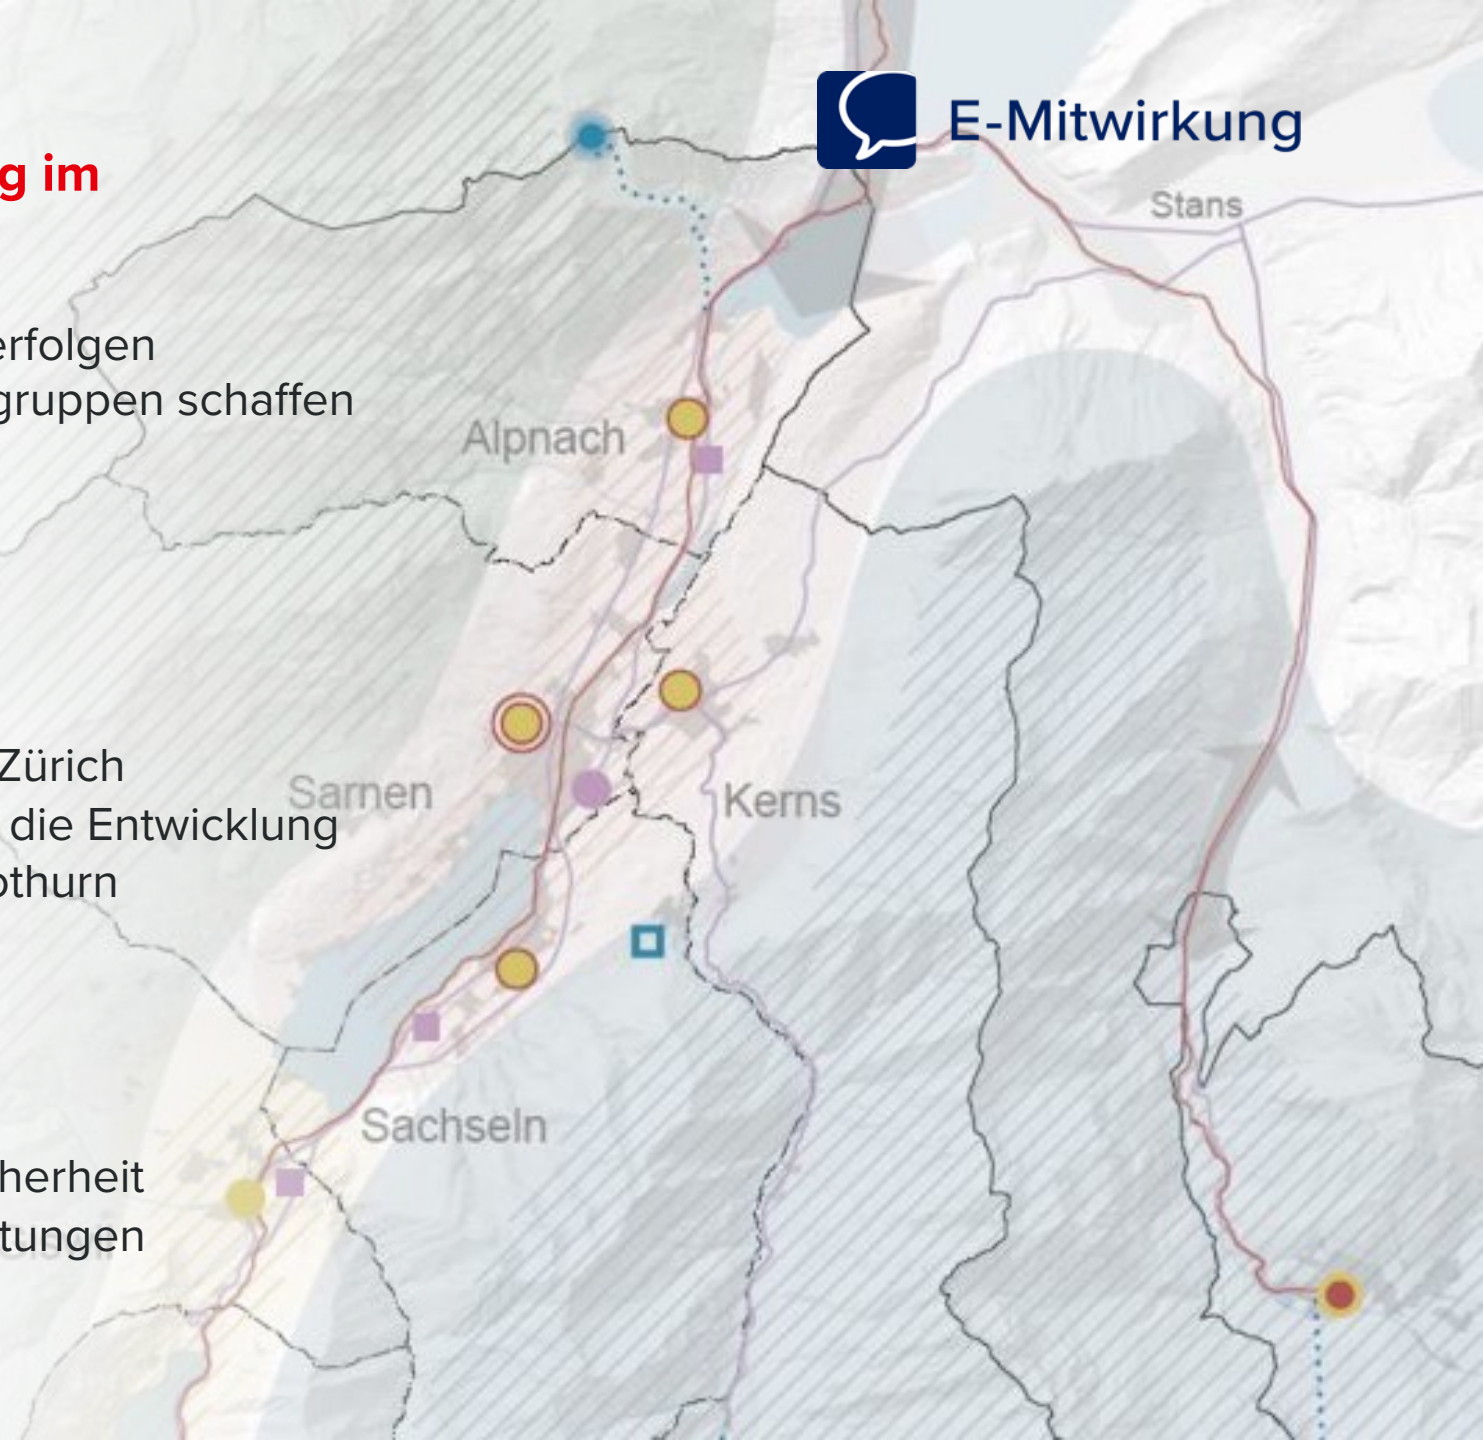 E-Mitwirkung
g im
Stans
erfolgen
gruppen schaffen
Alpnach
Zürich
Sarnen
die Entwicklung
Kerns
othurn
Sachseln
herheit
tungen